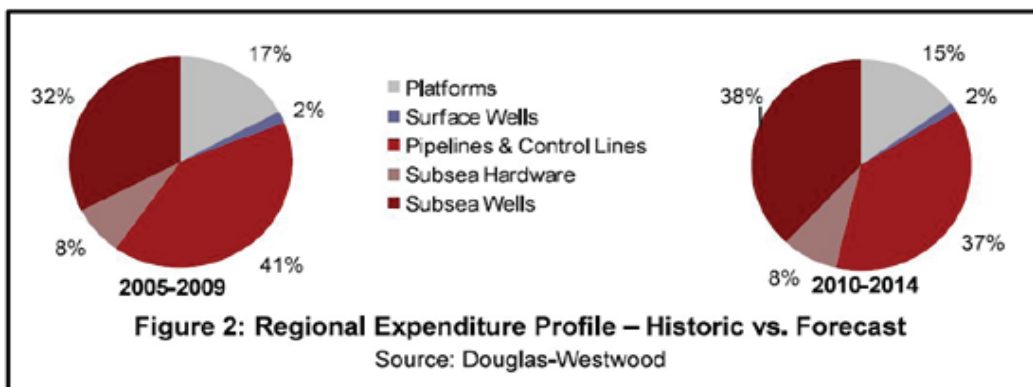 17%
2%
41%
8%
32%
2005-2009
Platforms
Surface Wells
Pipelines & Control Lines
Subsea Hardware
Subsea Wells
15%
2%
37%
8%
38%
2010-2014
Figure 2: Regional Expenditure Profile – Historic vs. Forecast
Source: Douglas-Westwood